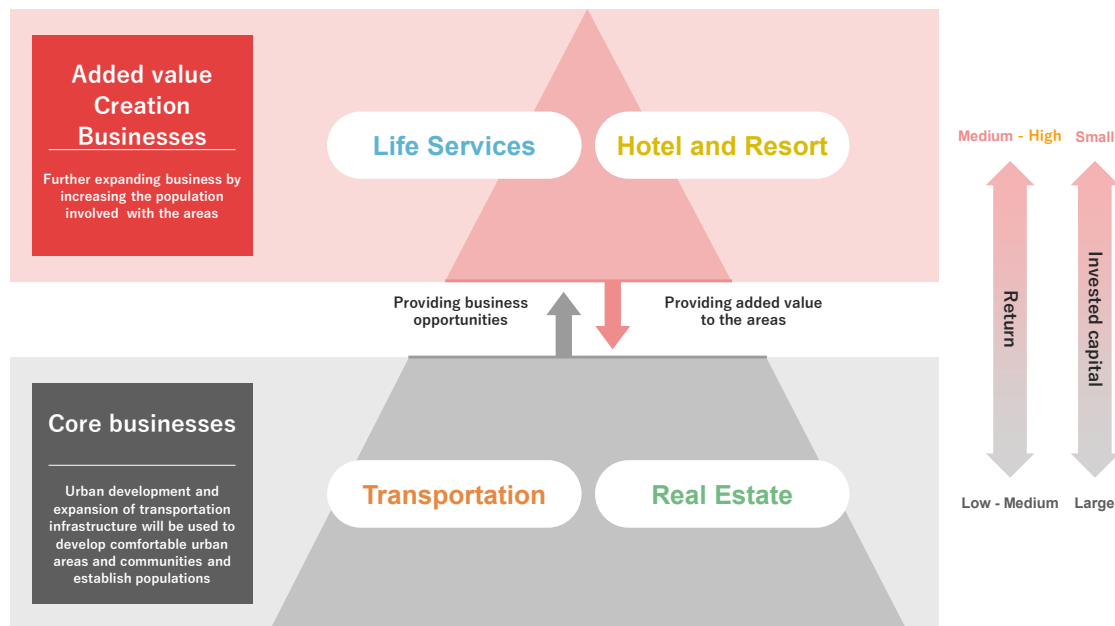 Added value
Creation
Businesses
Further expanding business by
increasing the population
involved with the areas
Life Services
Hotel and Resort
Medium - High
Small
Return
Invested capital
Providing business
opportunities
Providing added value
to the areas
Core businesses
Urban development and
expansion of transportation
infrastructure will be used to
develop comfortable urban
areas and communities and
establish populations
Transportation
Real Estate
Low - Medium
Large